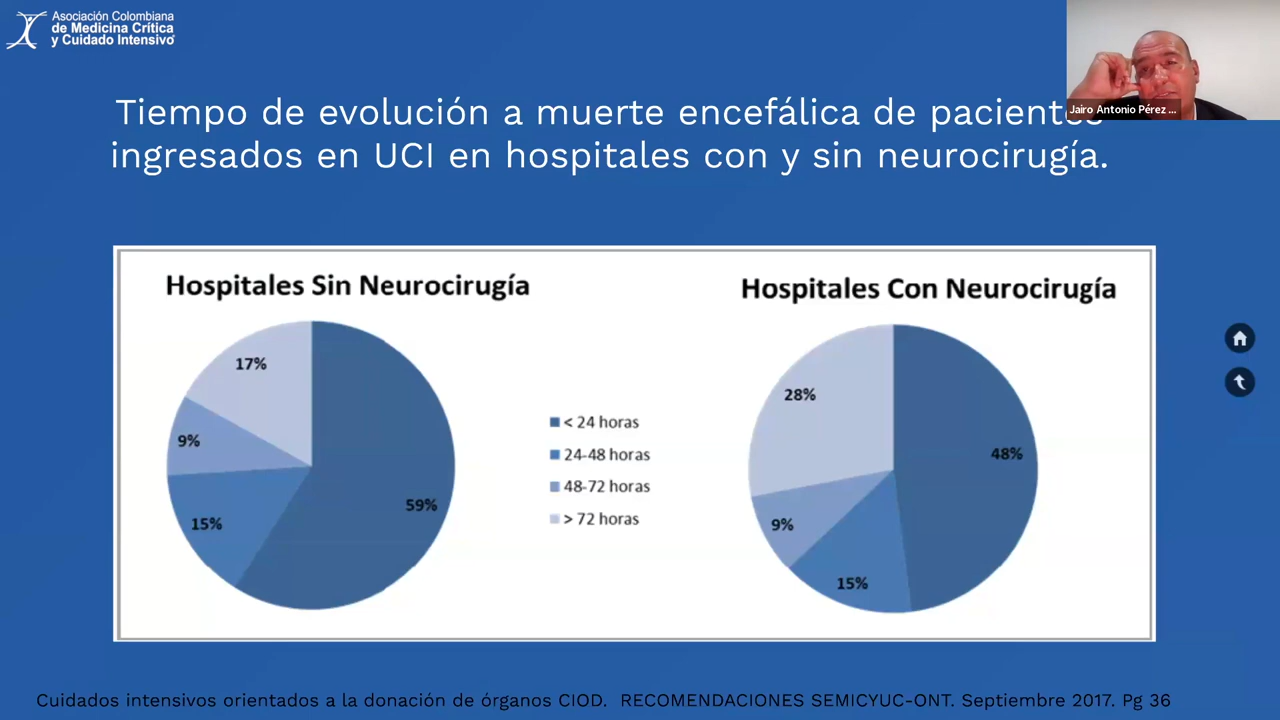 Asociación Colombiana
de Medicina Crítica
y Cuidado Intensivo
Jairo Antonio Pérez ...
Tiempo de evolución a muerte encefálica de pacientes
ingresados en UCI en hospitales con y sin neurocirugía.
Hospitales Sin Neurocirugía
17%
9%
15%
59%
< 24 horas
24-48 horas
48-72 horas
> 72 horas
Hospitales Con Neurocirugía
28%
48%
9%
15%
Cuidados intensivos orientados a la donación de órganos CIOD. RECOMENDACIONES SEMICYUC-ONT. Septiembre 2017. Pg 36